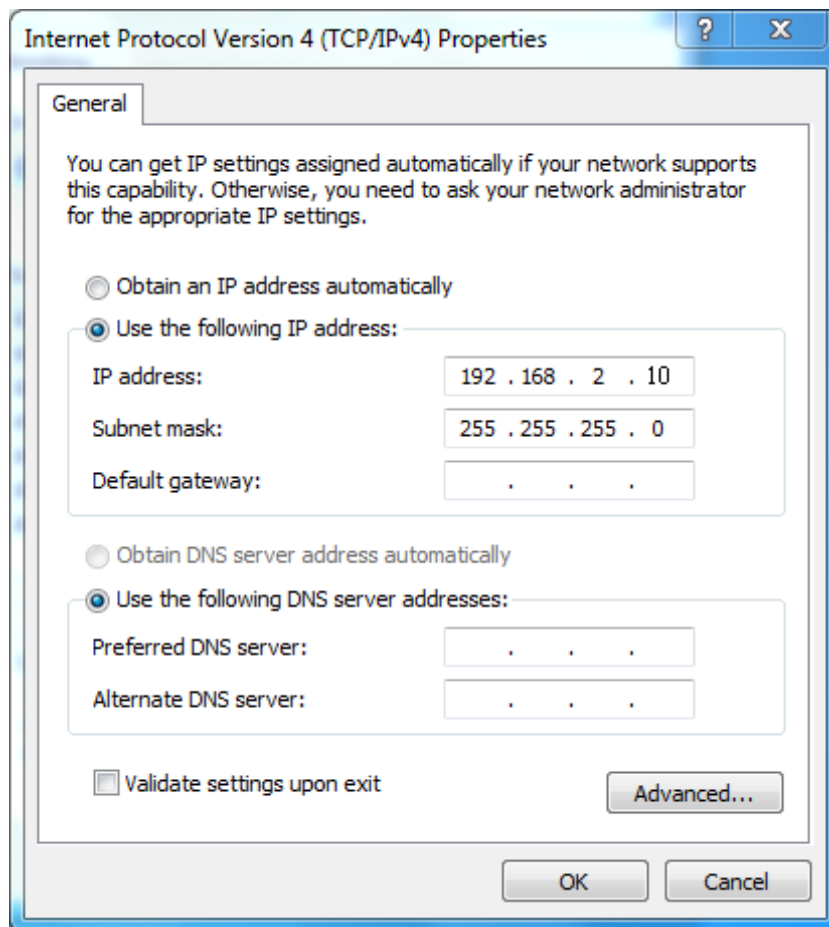 Internet Protocol Version 4 (TCP/IPv4) Properties
?
X
General
You can get IP settings assigned automatically if your network supports
this capability. Otherwise, you need to ask your network administrator
for the appropriate IP settings.
Obtain an IP address automatically
Use the following IP address:
IP address: 192 . 168 . 2 . 10
Subnet mask: 255 . 255 . 255 . 0
Default gateway: . . .
Obtain DNS server address automatically
Use the following DNS server addresses:
Preferred DNS server: . . .
Alternate DNS server: . . .
Validate settings upon exit
Advanced...
OK Cancel